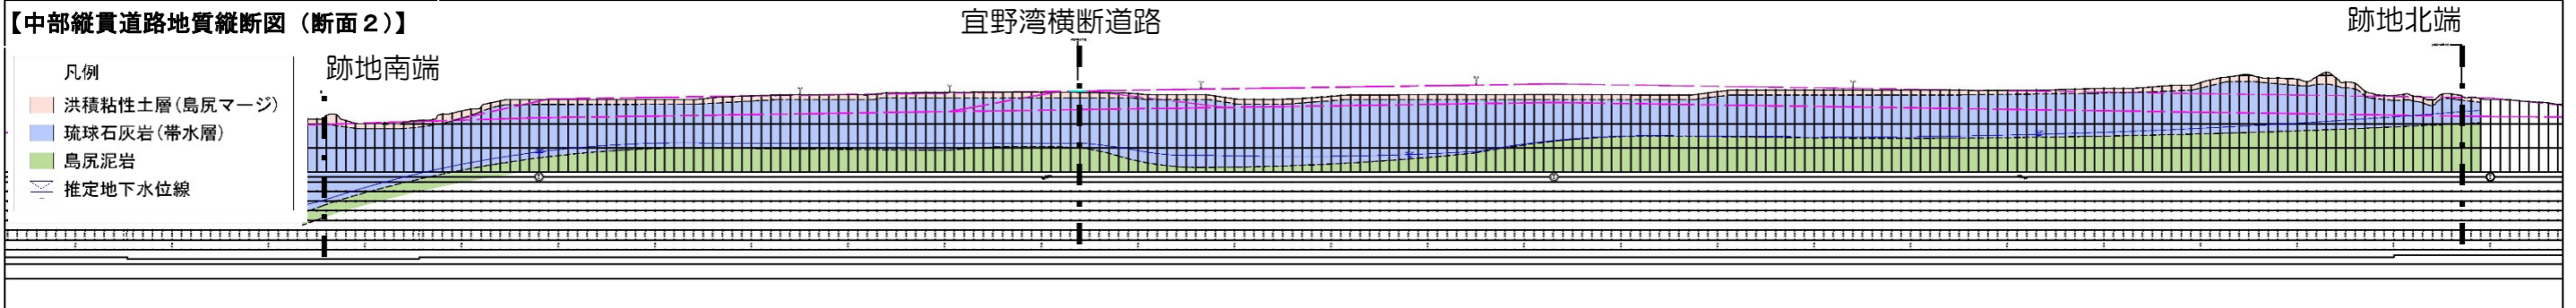 【中部縦貫道路地質縦断図(断面2)】
宜野湾横断道路
跡地北端
跡地南端
凡例
洪積粘性土層(島尻マージ)
琉球石灰岩(帯水層)
島尻泥岩
推定地下水位線